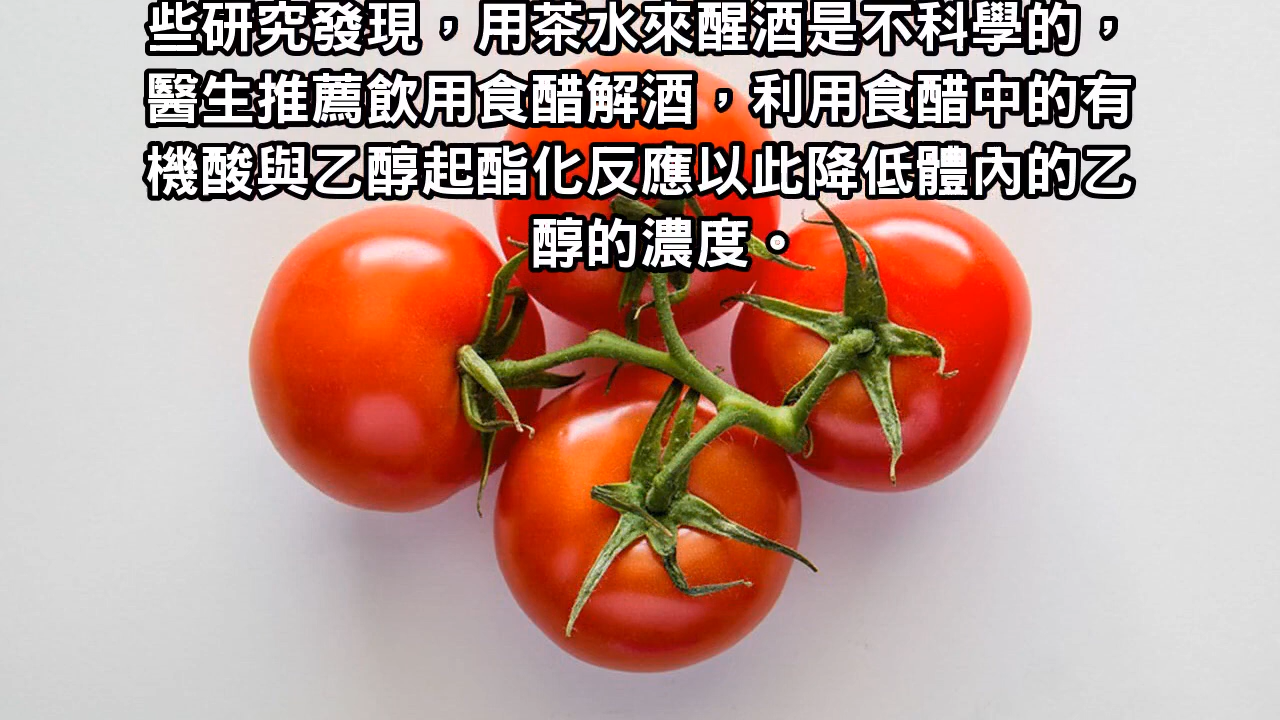 些研究發現，用茶水來醒酒是不科學的，
醫生推薦飲用食醋解酒，利用食醋中的有
機酸與乙醇起酯化反應以此降低體內的乙
醇的濃度。